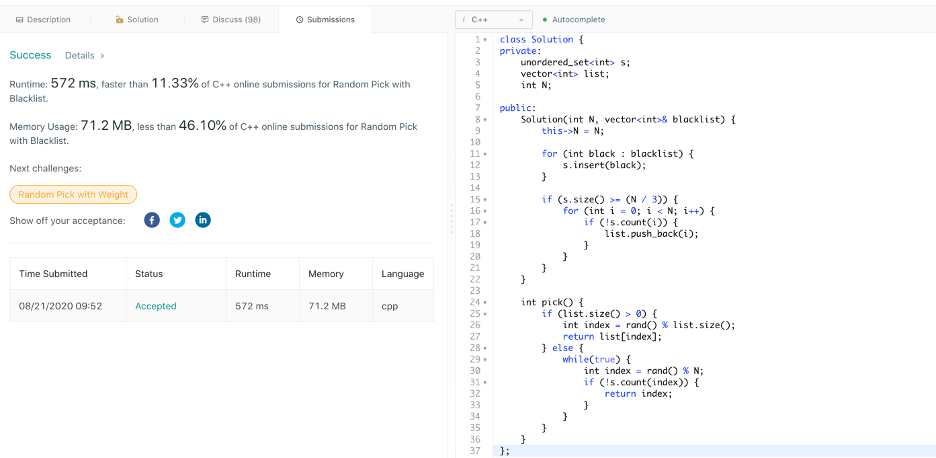 Description
Solution
Discuss (98)
Submissions
Success Details >
Runtime: 572 ms, faster than 11.33% of C++ online submissions for Random Pick with
Blacklist.
Memory Usage: 71.2 MB, less than 46.10% of C++ online submissions for Random Pick
with Blacklist.
Next challenges:
Random Pick with Weight
Show off your acceptance:
Time Submitted Status Runtime Memory Language
08/21/2020 09:52 Accepted 572 ms 71.2 MB cpp
i C++ Autocomplete
1 class Solution {
2 private:
3     unordered_set<int> s;
4     vector<int> list;
5     int N;
6
7 public:
8     Solution(int N, vector<int>& blacklist) {
9         this->N = N;
10
11         for (int black : blacklist) {
12             s.insert(black);
13         }
14
15         if (s.size() >= (N / 3)) {
16             for (int i = 0; i < N; i++) {
17                 if (!s.count(i)) {
18                     list.push_back(i);
19                 }
20             }
21         }
22     }
23
24     int pick() {
25         if (list.size() > 0) {
26             int index = rand() % list.size();
27             return list[index];
28         } else {
29             while(true) {
30                 int index = rand() % N;
31                 if (!s.count(index)) {
32                     return index;
33                 }
34             }
35         }
36     }
37 };